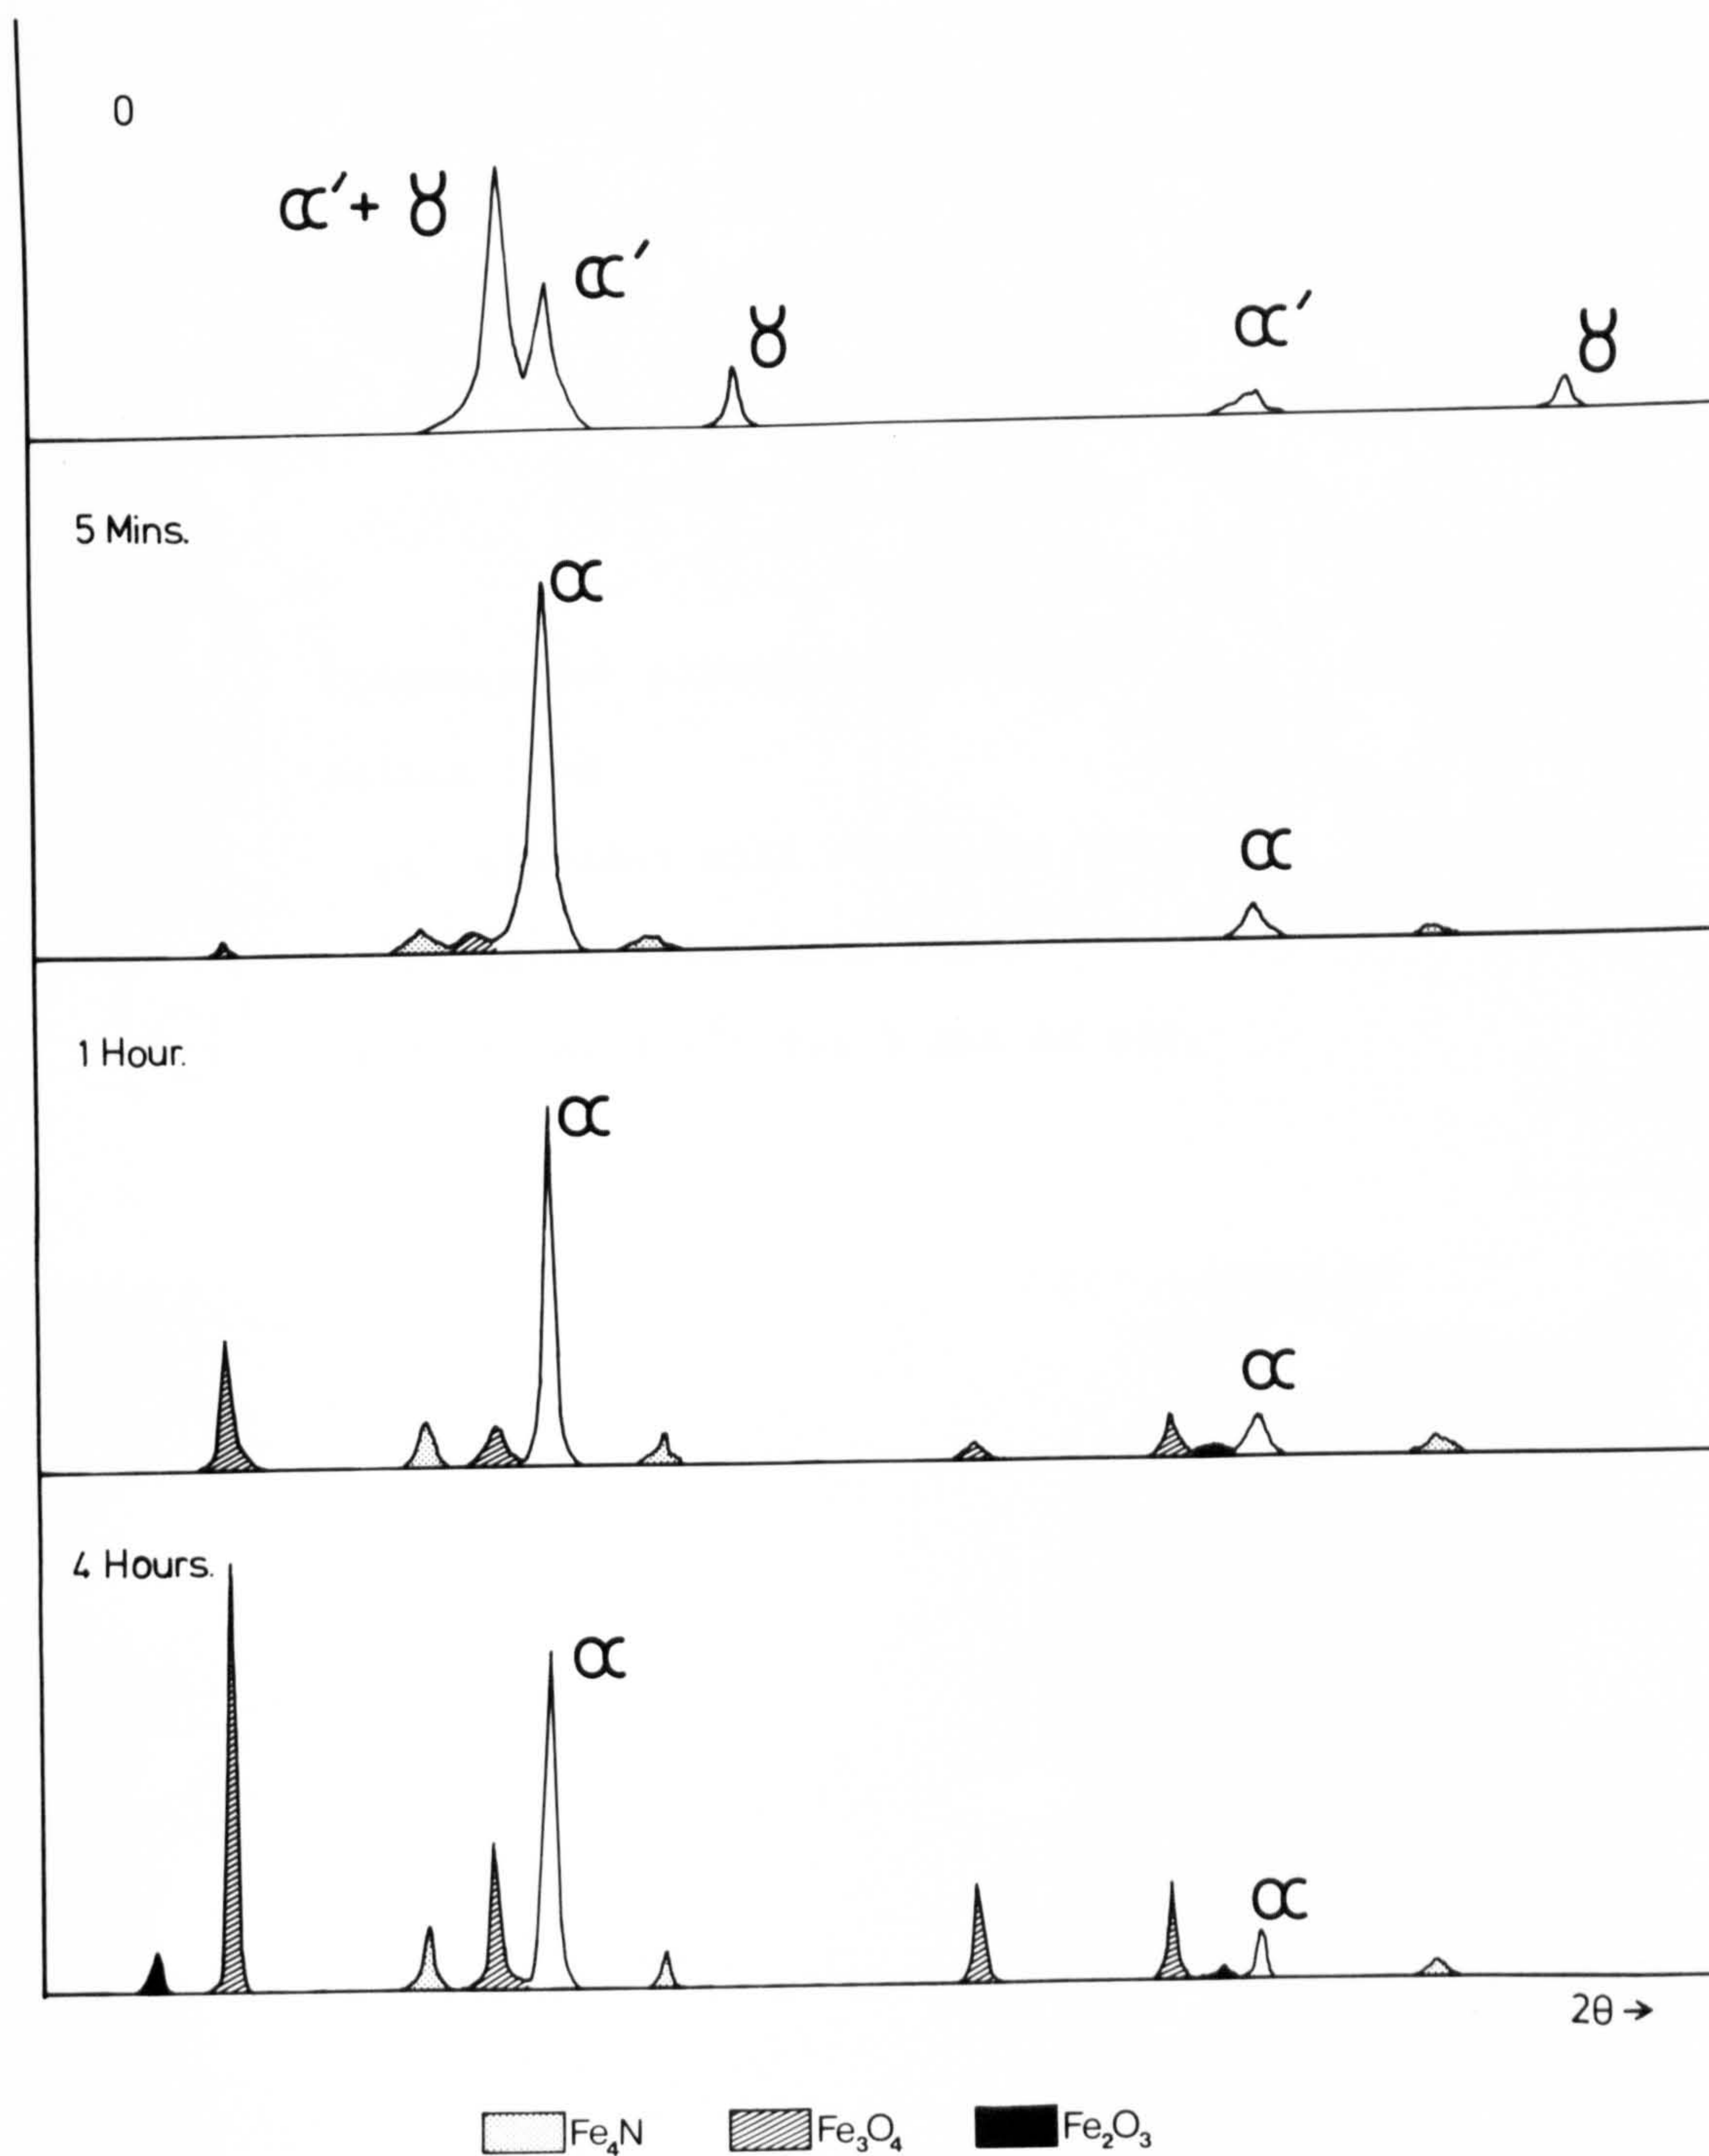 0
α′ + γ
α′
γ
α′
γ
5 Mins.
α
α
1 Hour.
α
α
4 Hours.
α
α
2θ →
Fe₄N
Fe₃O₄
Fe₂O₃